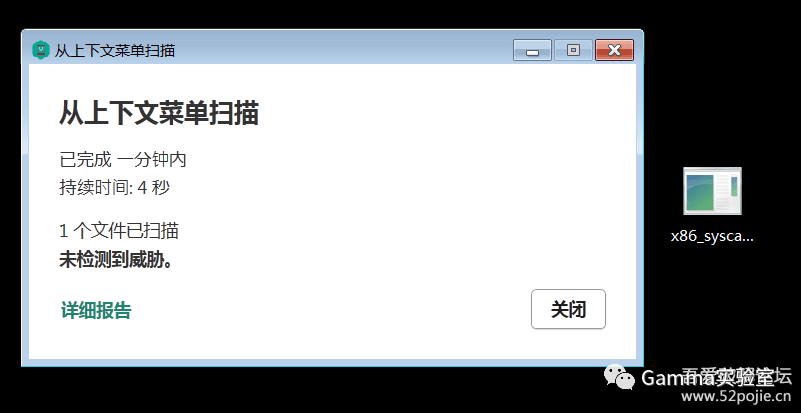 从上下文菜单扫描
从上下文菜单扫描
已完成 一分钟内
持续时间: 4 秒
1 个文件已扫描
未检测到威胁。
详细报告
关闭
x86_sysca...
Gamma实验室
吾爱破解论坛
www.52pojie.cn